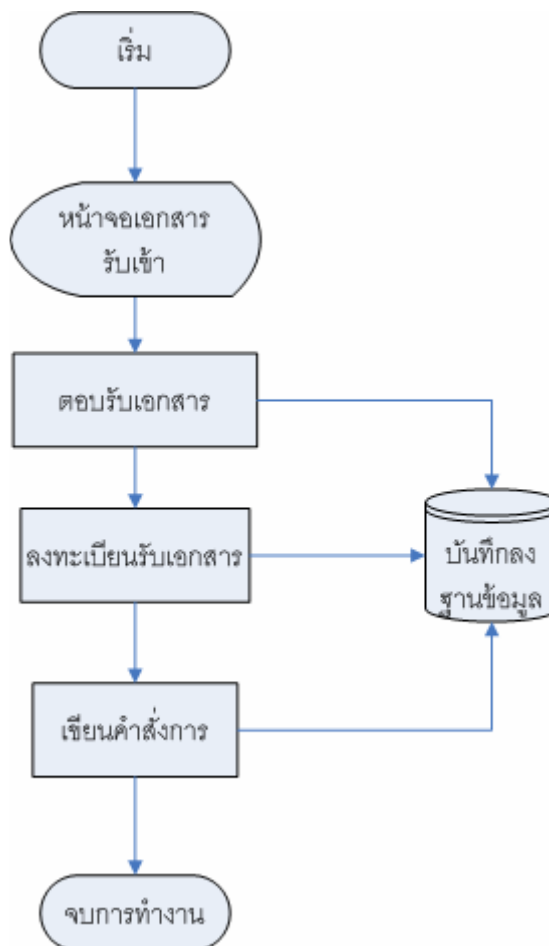 เริ่ม
หน้าจอเอกสาร
รับเข้า
ตอบรับเอกสาร
ลงทะเบียนรับเอกสาร
บันทึกลง
ฐานข้อมูล
เขียนคำสั่งการ
จบการทำงาน